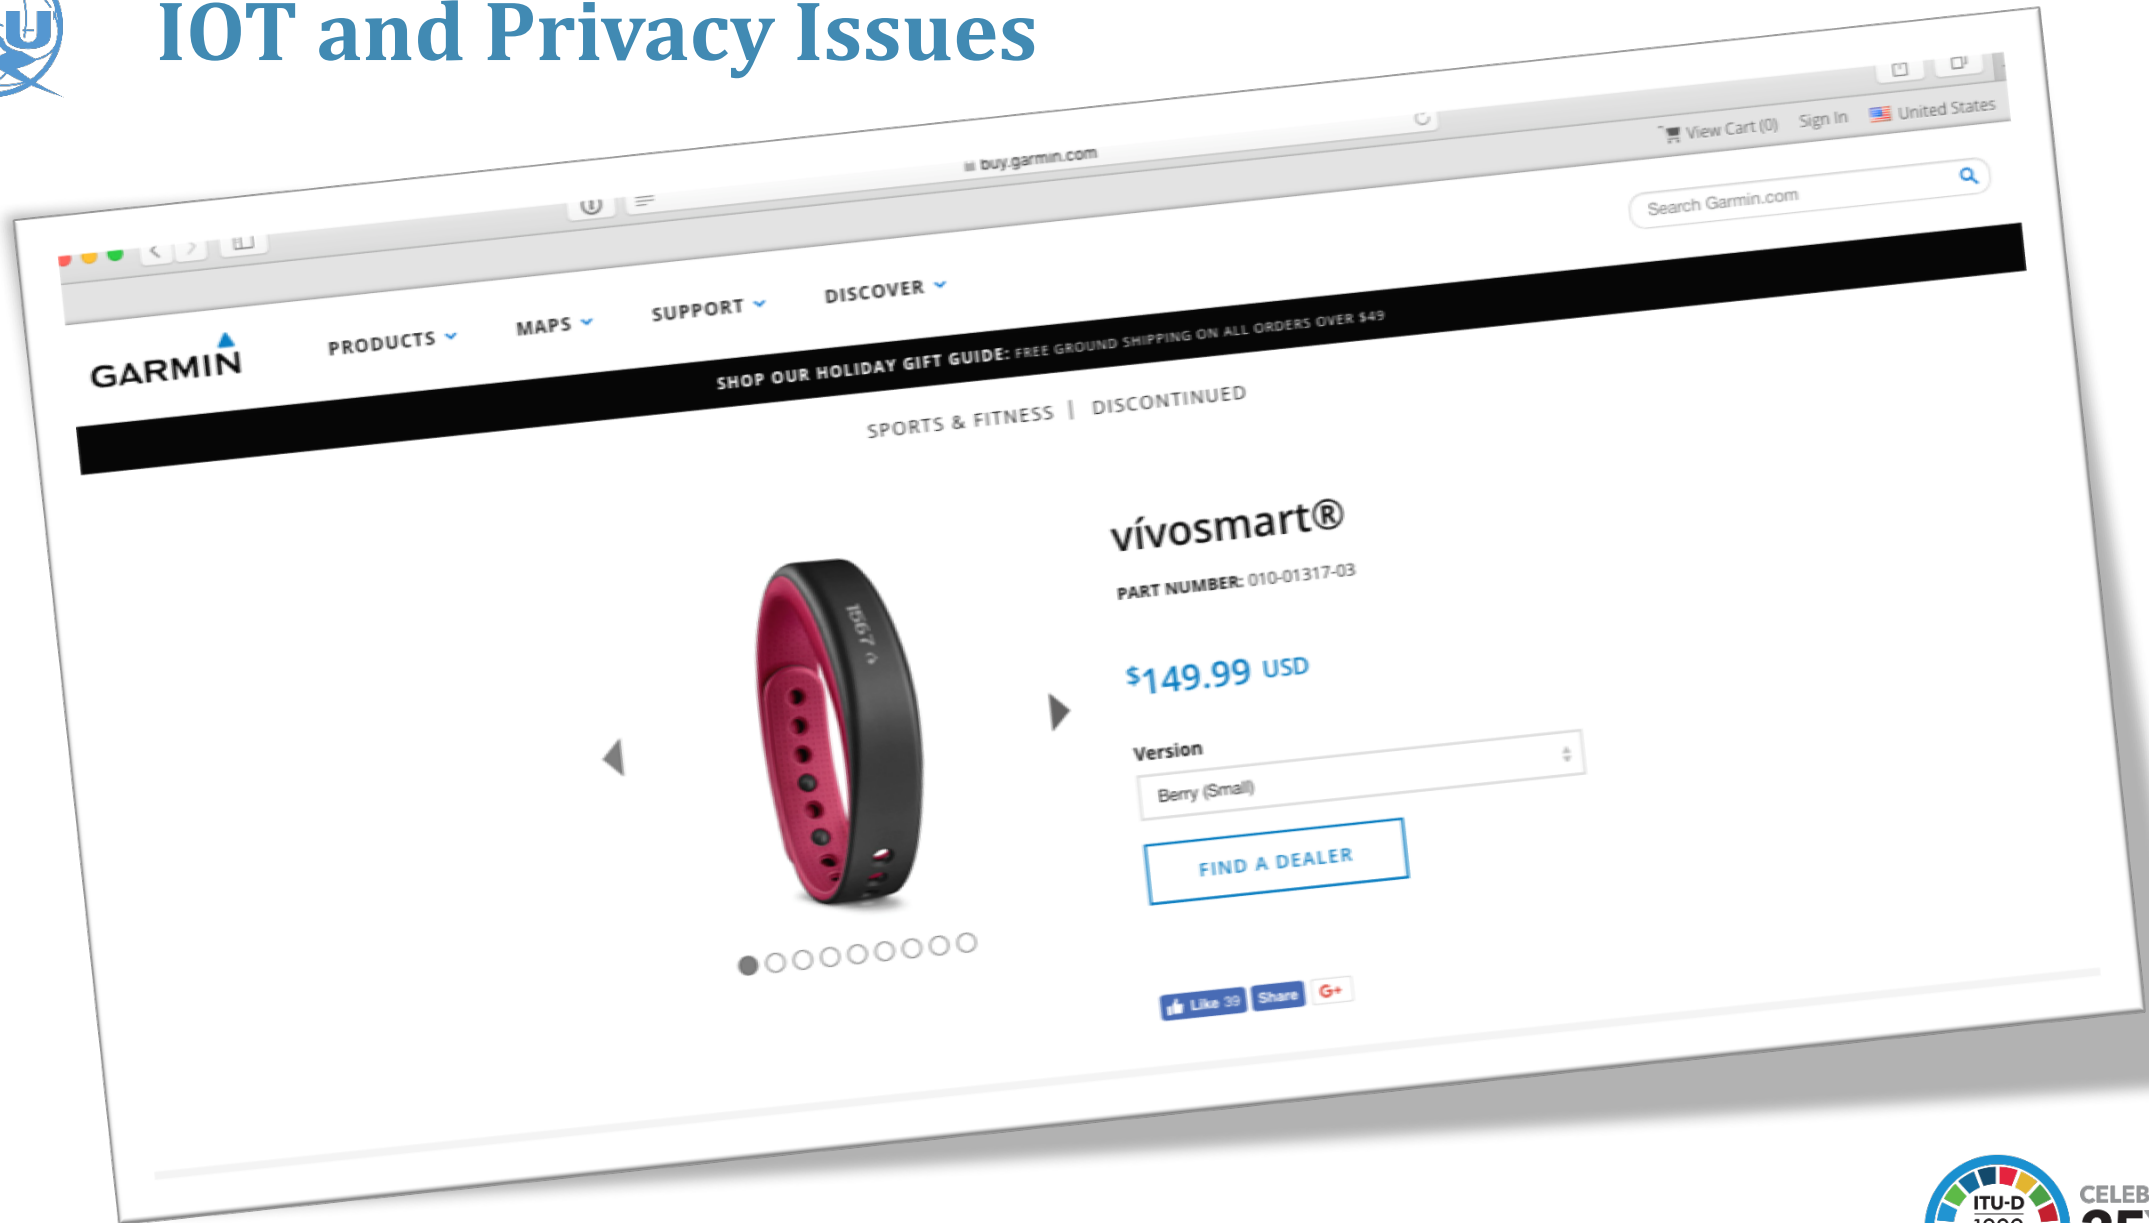 U
IOT and Privacy Issues
buy.garmin.com
View Cart (0) Sign In United States
Search Garmin.com
GARMIN
PRODUCTS MAPS SUPPORT DISCOVER
SHOP OUR HOLIDAY GIFT GUIDE: FREE GROUND SHIPPING ON ALL ORDERS OVER $49
SPORTS & FITNESS | DISCONTINUED
1567
vívosmart®
PART NUMBER: 010-01317-03
$149.99 USD
Version
Berry (Small)
FIND A DEALER
Like 39 Share G+
ITU-D